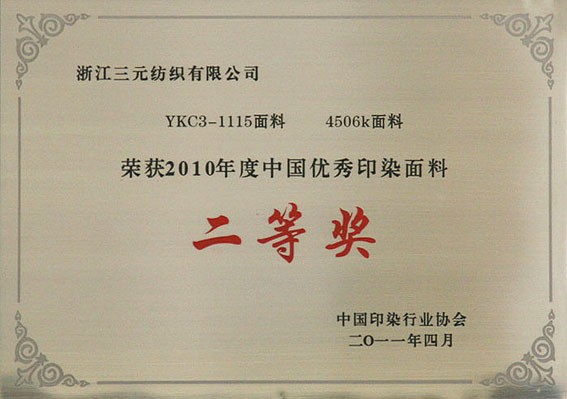 浙江三元纺织有限公司
YKC3-1115面料 4506k面料
荣获2010年度中国优秀印染面料
二等奖
中国印染行业协会
二O一一年四月